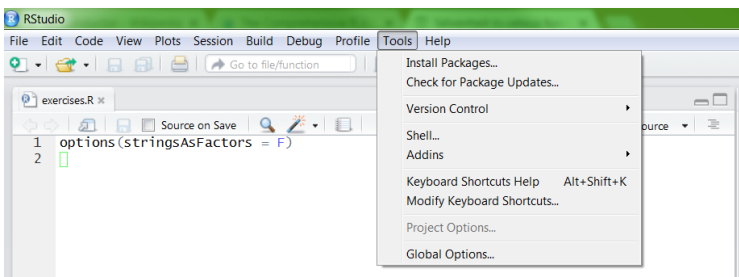 RStudio
File Edit Code View Plots Session Build Debug Profile Tools Help
Go to file/function
exercises.R
Source on Save
ource
1 options(stringsAsFactors = F)
2
Install Packages...
Check for Package Updates...
Version Control
Shell...
Addins
Keyboard Shortcuts Help Alt+Shift+K
Modify Keyboard Shortcuts...
Project Options...
Global Options...